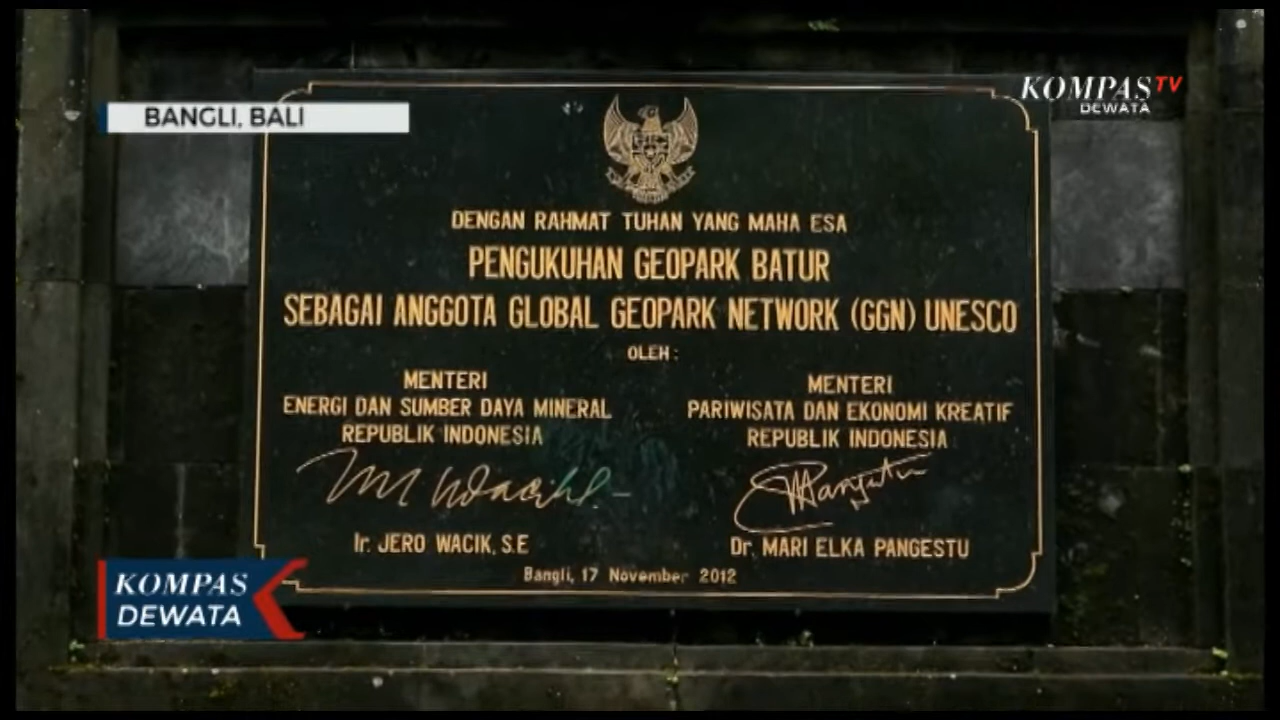 KOMPAS TV
DEWATA
BANGLI, BALI
DENGAN RAHMAT TUHAN YANG MAHA ESA
PENGUKUHAN GEOPARK BATUR
SEBAGAI ANGGOTA GLOBAL GEOPARK NETWORK (GGN) UNESCO
OLEH :
MENTERI
ENERGI DAN SUMBER DAYA MINERAL
REPUBLIK INDONESIA
Ir. JERO WACIK, S.E
MENTERI
PARIWISATA DAN EKONOMI KREATIF
REPUBLIK INDONESIA
Dr. MARI ELKA PANGESTU
Bangli, 17 November 2012
KOMPAS
DEWATA